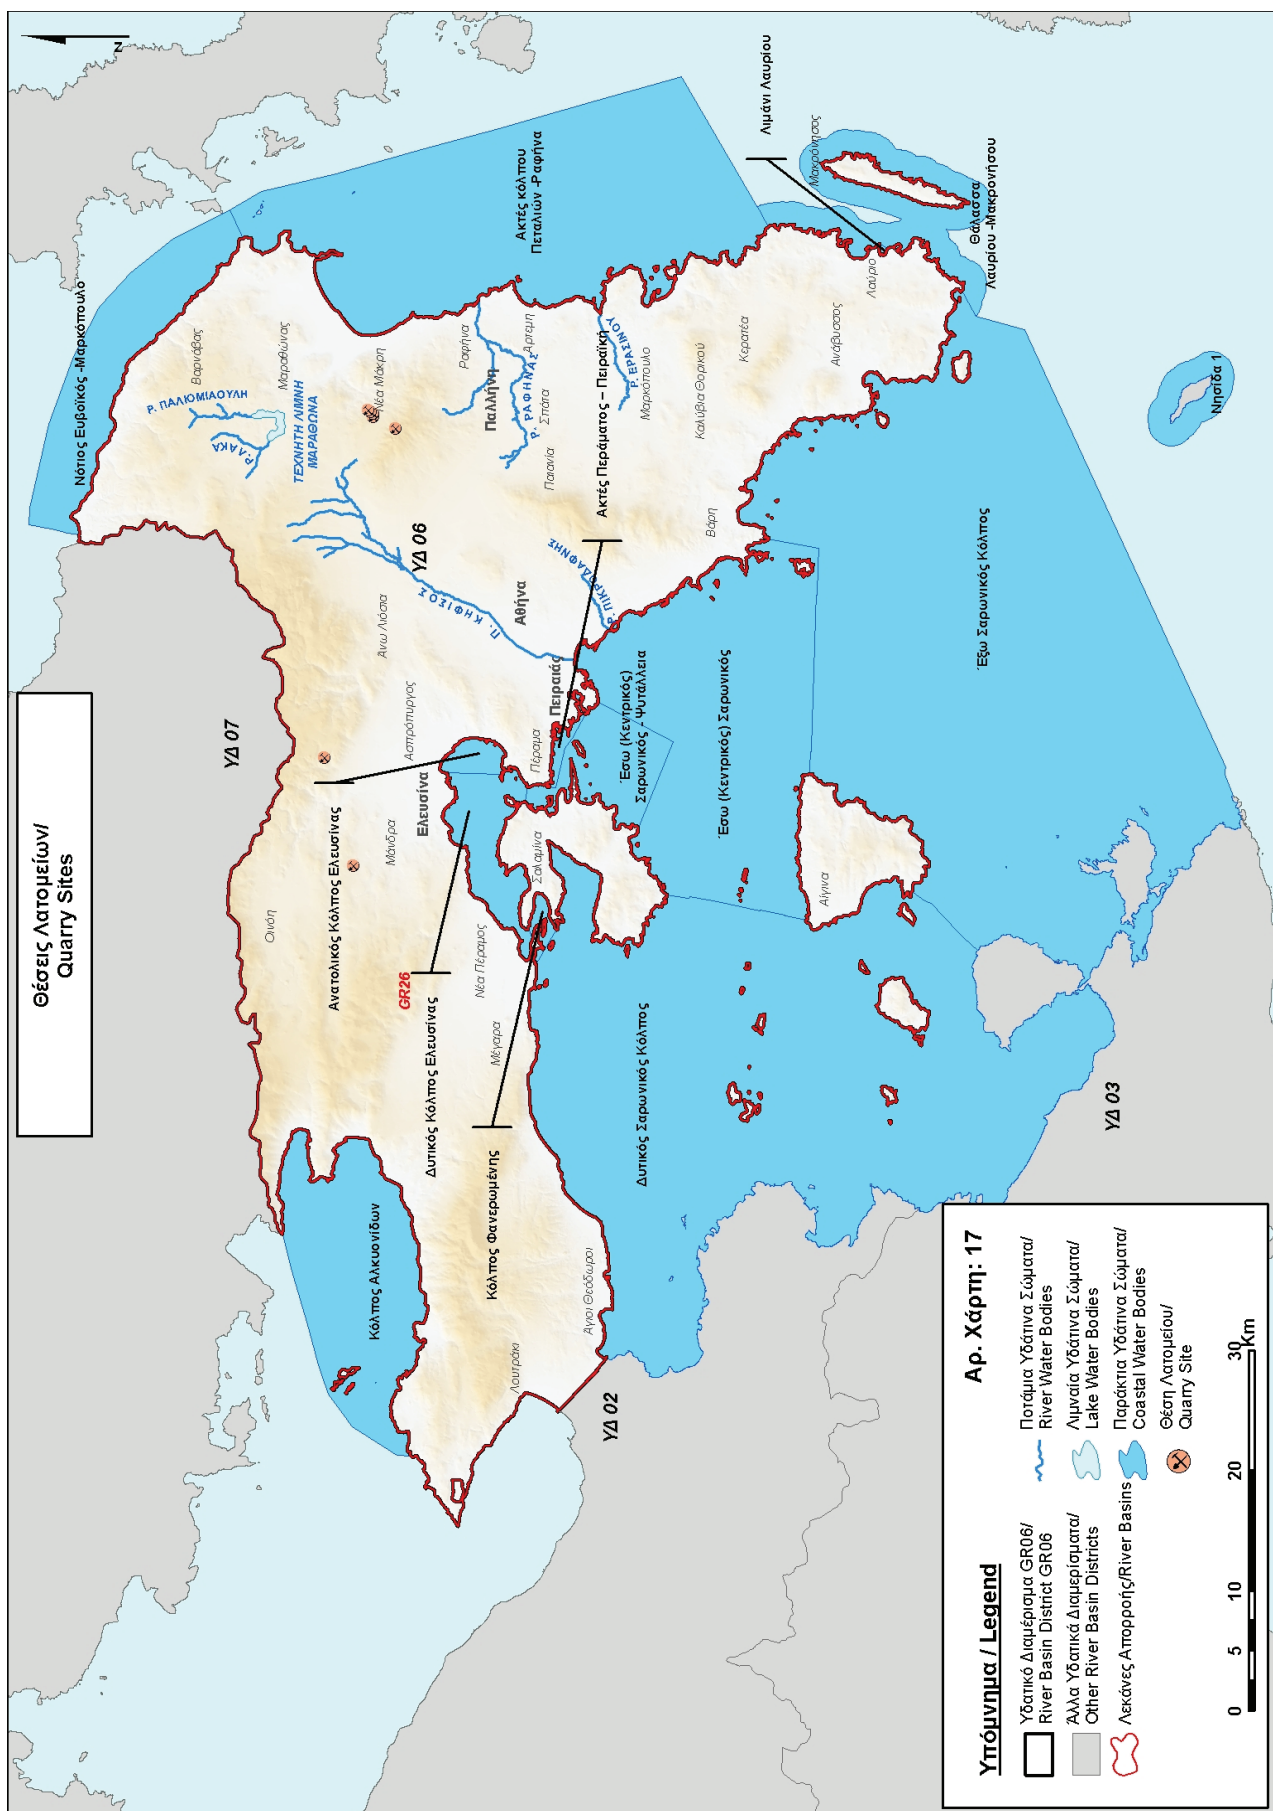 Θέσεις Λατομείων/
Quarry Sites
z
Νότιος Ευβοϊκός -Μαρκόπουλο
Βαρνάβας
Ρ. ΠΑΛΙΟΜΙΑΟΥΛΗ
Ρ.ΛΑΚΑ
Μαραθώνας
ΤΕΧΝΗΤΗ ΛΙΜΝΗ
ΜΑΡΑΘΩΝΑ
Νέα Μάκρη
Ακτές κόλπου
Πεταλιών -Ραφήνα
Λιμάνι Λαυρίου
Μακρόνησος
Θάλασσα
Λαυρίου -Μακρονήσου
Ραφήνα
Παλλήνη
Αρτεμη
Ρ. ΡΑΦΗΝΑΣ
Σπάτα
Παιανία
Ρ. ΕΡΑΣΙΝΟΥ
Μαρκόπουλο
Καλύβια Θορικού
Κερατέα
Ανάβυσσος
Λαύριο
Νησίδα 1
ΥΔ 07
ΥΔ 06
Π. ΚΗΦΙΣΟΣ
Άνω Λιόσια
Αθήνα
Ρ. ΠΙΚΡΟΔΑΦΝΗΣ
Ακτές Περάματος – Πειραϊκή
Βάρη
Ασπρόπυργος
Πειραιάς
Πέραμα
Ελευσίνα
Μάνδρα
Οινόη
Ανατολικός Κόλπος Ελευσίνας
GR26
Δυτικός Κόλπος Ελευσίνας
Νέα Πέραμος
Μέγαρα
Σαλαμίνα
Κόλπος Φανερωμένης
Έσω (Κεντρικός)
Σαρωνικός - Ψυτάλλεια
Έσω (Κεντρικός) Σαρωνικός
Έξω Σαρωνικός Κόλπος
Αίγινα
Δυτικός Σαρωνικός Κόλπος
Κόλπος Αλκυονίδων
Λουτράκι
Άγιοι Θεόδωροι
ΥΔ 02
ΥΔ 03
Υπόμνημα / Legend
Αρ. Χάρτη: 17
Υδατικό Διαμέρισμα GR06/
River Basin District GR06
Άλλα Υδατικά Διαμερίσματα/
Other River Basin Districts
Λεκάνες Απορροής/River Basins
Ποτάμια Υδάτινα Σώματα/
River Water Bodies
Λιμναία Υδάτινα Σώματα/
Lake Water Bodies
Παράκτια Υδάτινα Σώματα/
Coastal Water Bodies
Θέση Λατομείου/
Quarry Site
0 5 10 20 30
Km